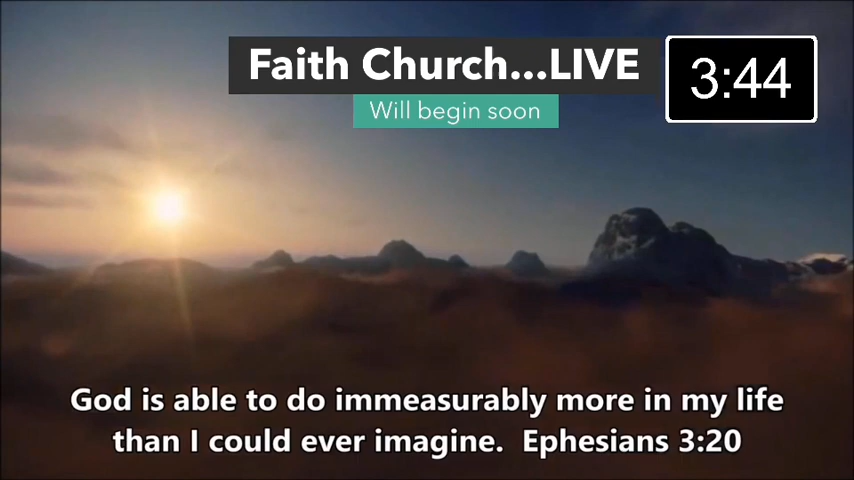 Faith Church...LIVE
3:44
Will begin soon
God is able to do immeasurably more in my life
than I could ever imagine.  Ephesians 3:20